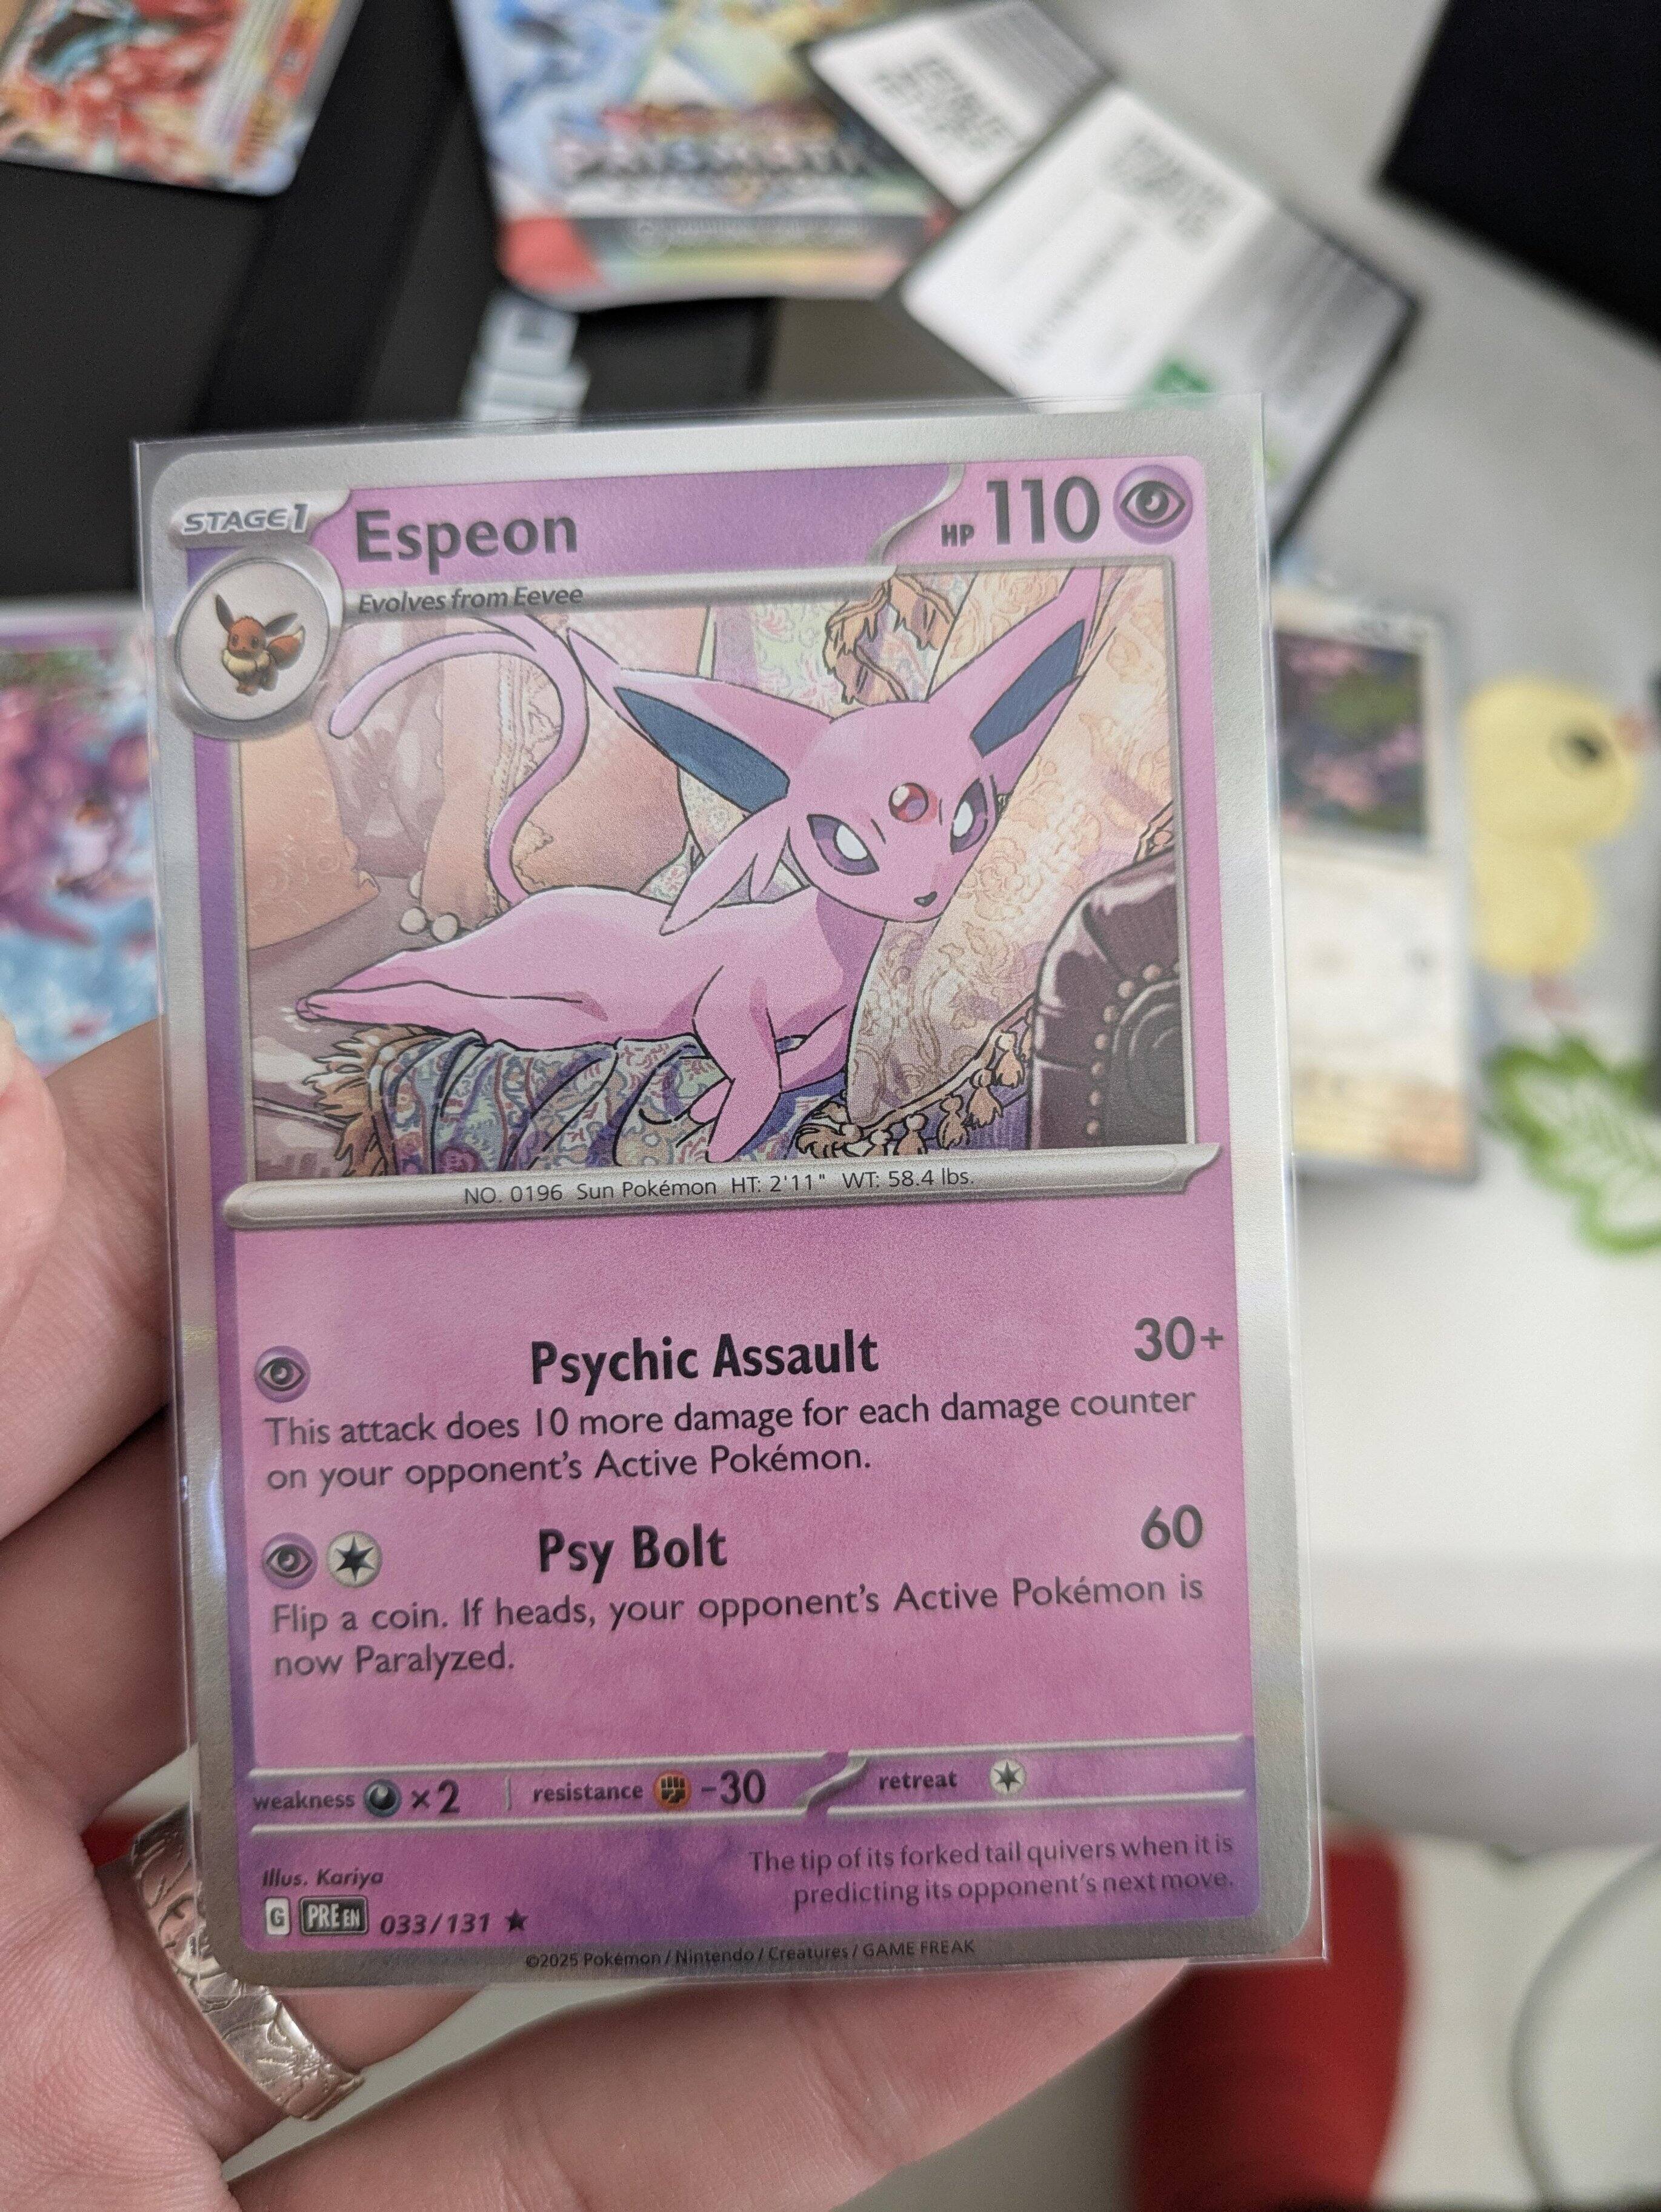 STAGE 1
Espeon
HP 110
Evolves from Eevee
NO. 0196 Sun Pokémon HT: 2'11" WT: 58.4 lbs.
Psychic Assault 30+
This attack does 10 more damage for each damage counter
on your opponent's Active Pokémon.
Psy Bolt 60
Flip a coin. If heads, your opponent's Active Pokémon is
now Paralyzed.
weakness ×2 resistance -30 retreat
Illus. Kariya
The tip of its forked tail quivers when it is
predicting its opponent's next move.
G PRE EN 033/131 ★
©2025 Pokémon / Nintendo / Creatures / GAME FREAK